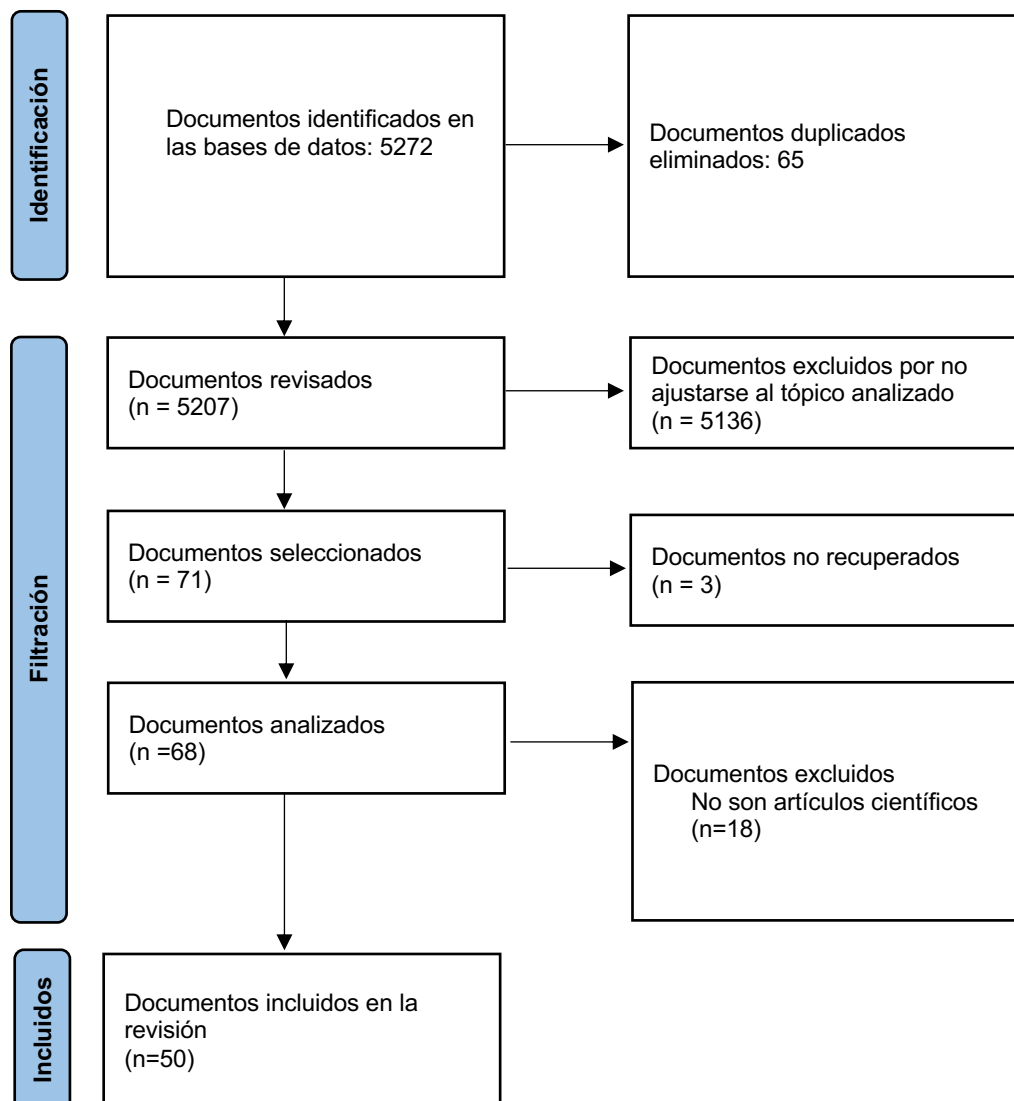 Identificación
Documentos identificados en
las bases de datos: 5272
Documentos duplicados
eliminados: 65
Filtración
Documentos revisados
(n = 5207)
Documentos excluidos por no
ajustarse al tópico analizado
(n = 5136)
Documentos seleccionados
(n = 71)
Documentos no recuperados
(n = 3)
Documentos analizados
(n =68)
Documentos excluidos
No son artículos científicos
(n=18)
Incluidos
Documentos incluidos en la
revisión
(n=50)